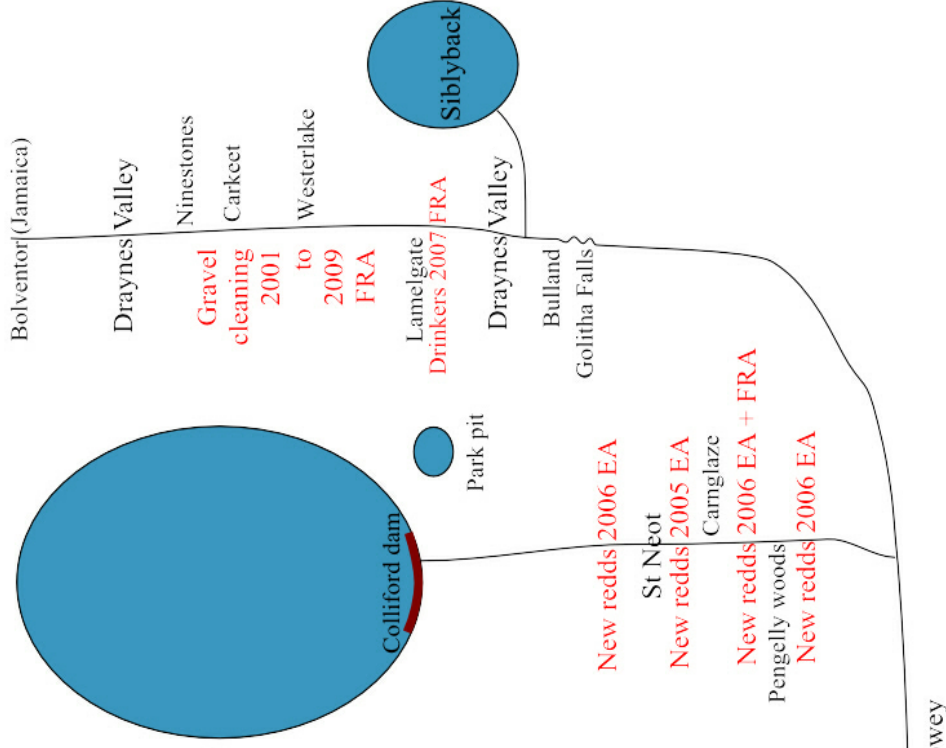 Bolventor (Jamaica)
Draynes Valley
Ninestones
Carkeet
Westerlake
Gravel
cleaning
2001
to
2009
FRA
Siblyback
Lamelgate
Drinkers 2007 FRA
Draynes Valley
Bulland
Golitha Falls
Colliford dam
Park pit
New redds 2006 EA
St Neot
New redds 2005 EA
Carnglaze
New redds 2006 EA + FRA
Pengelly woods
New redds 2006 EA
wey